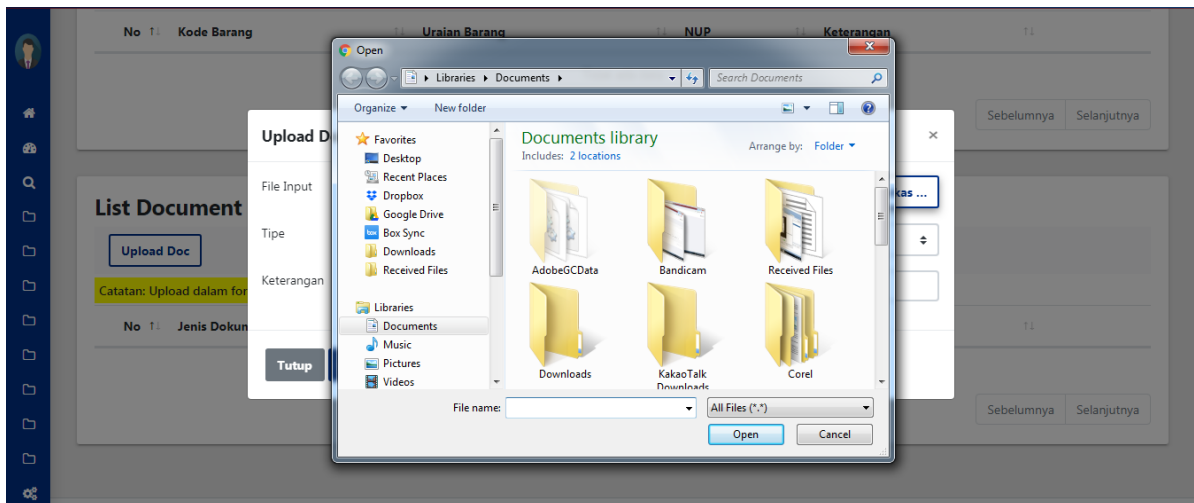 No Kode Barang Uraian Barang NUP Keterangan
Open
Libraries Documents
Search Documents
Organize New folder
Sebelumnya Selanjutnya
Upload D
Favorites
Desktop
Recent Places
Dropbox
Google Drive
Box Sync
Downloads
Received Files
Libraries
Documents
Music
Pictures
Videos
Documents library
Includes: 2 locations
Arrange by: Folder
AdobeGCData Bandicam Received Files
Downloads KakaoTalk Downloads Corel
File name: All Files (*.*)
Open Cancel
File Input kas ...
Tipe
Keterangan
Tutup
List Document
Upload Doc
Catatan: Upload dalam for
No Jenis Dokun
Sebelumnya Selanjutnya